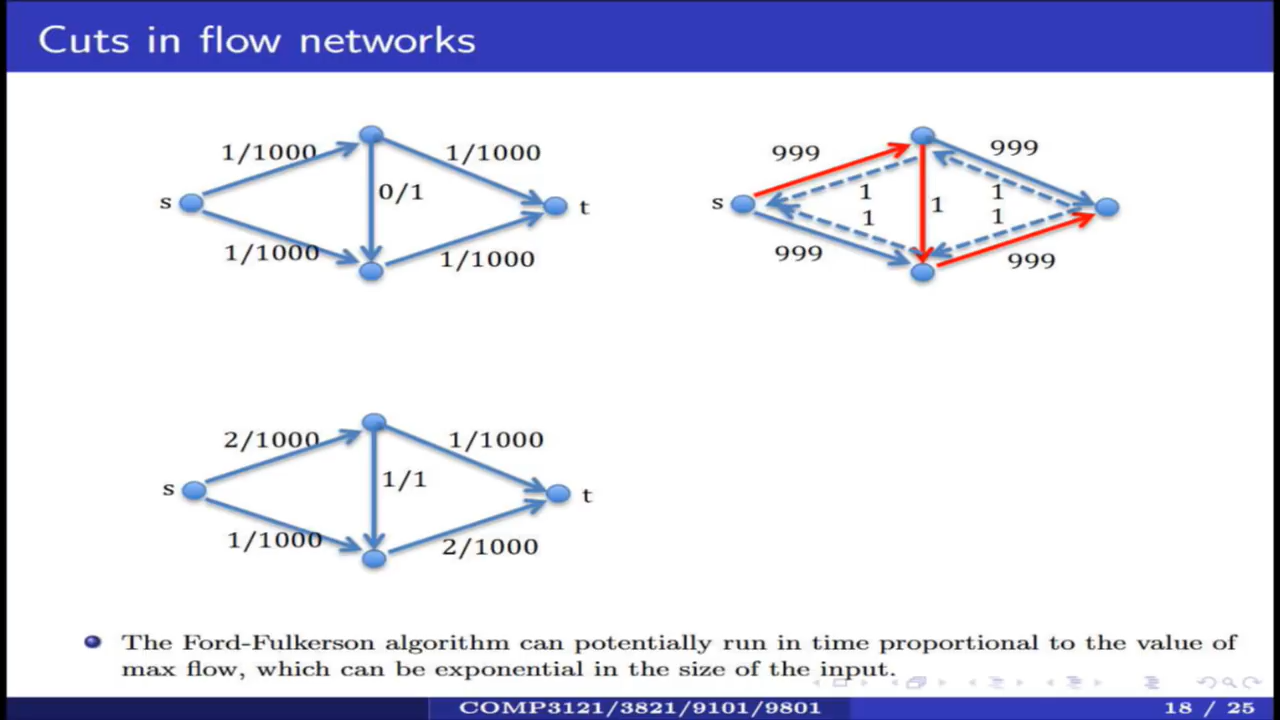 Cuts in flow networks
1/1000
1/1000
0/1
s
t
1/1000
1/1000
999
999
1
1
s
1
1
1
999
999
2/1000
1/1000
1/1
s
t
1/1000
2/1000
The Ford-Fulkerson algorithm can potentially run in time proportional to the value of
max flow, which can be exponential in the size of the input.
COMP3121/3821/9101/9801
18 / 25